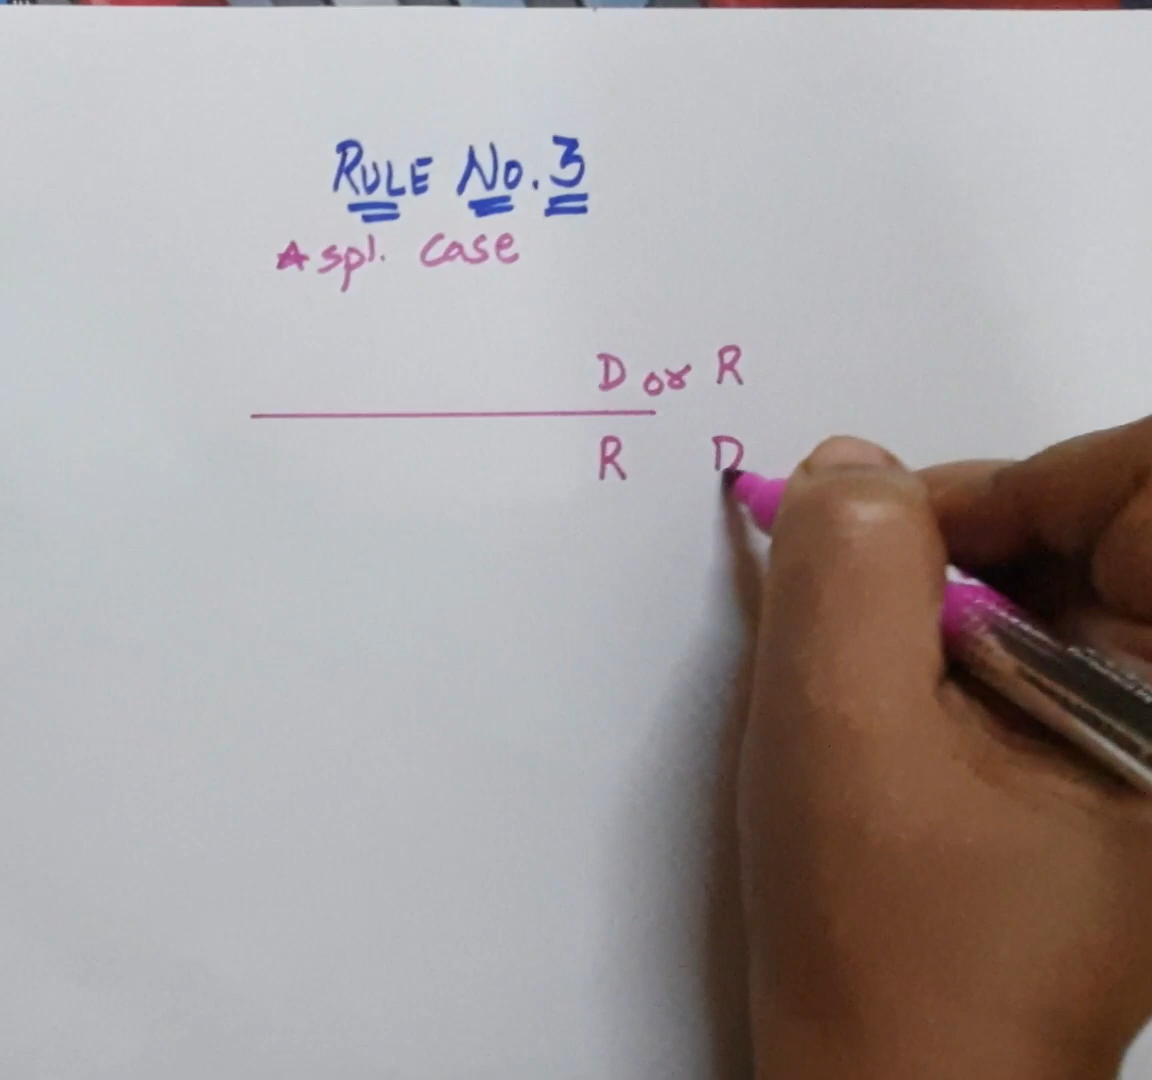 RULE No. 3
★ spl. case
D or R
R D